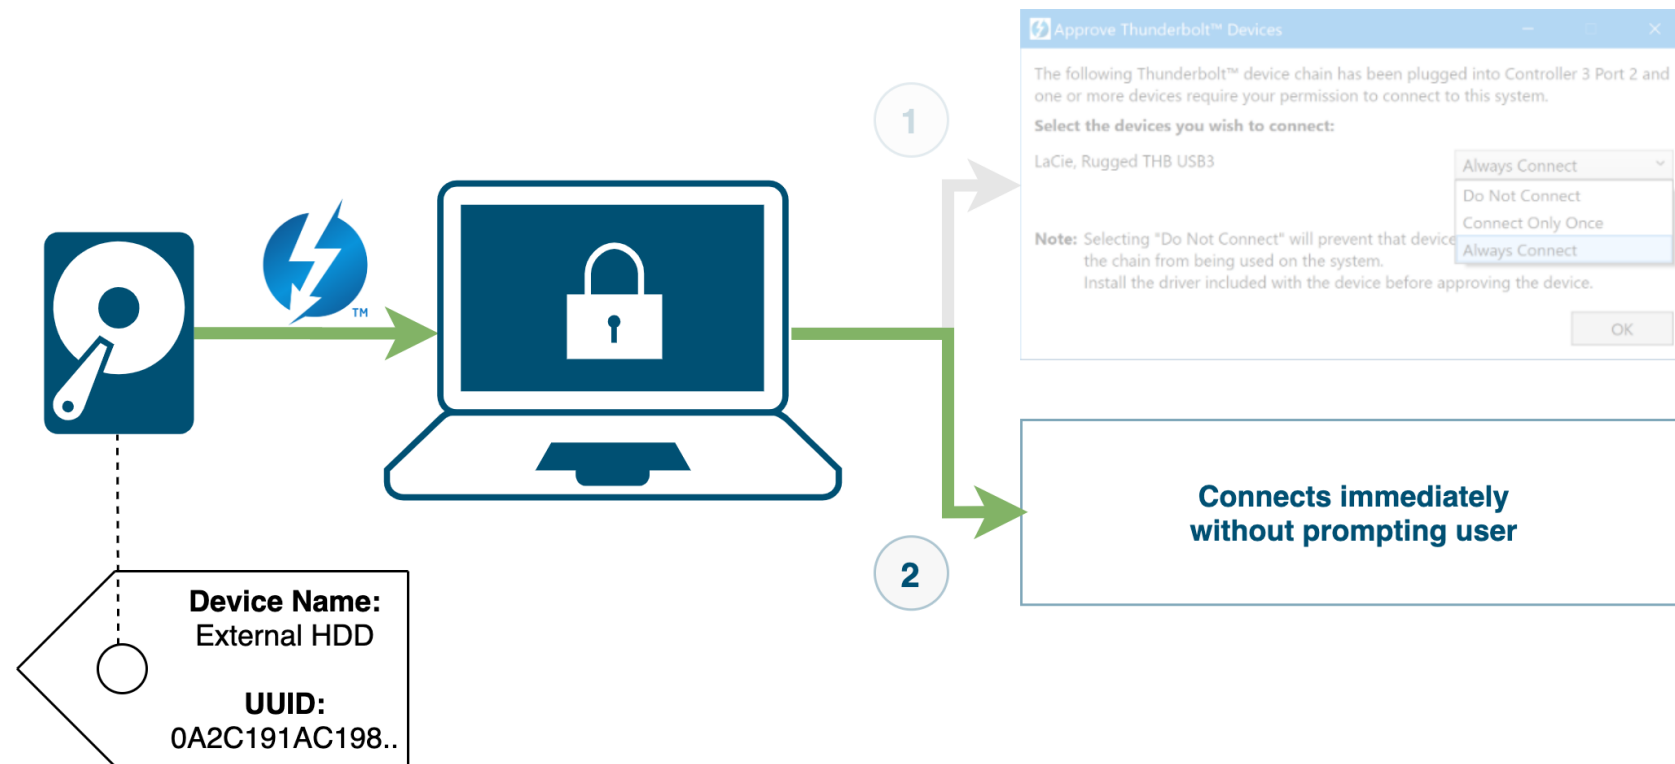 Approve Thunderbolt™ Devices
The following Thunderbolt™ device chain has been plugged into Controller 3 Port 2 and
one or more devices require your permission to connect to this system.
Select the devices you wish to connect:
LaCie, Rugged THB USB3
Always Connect
Do Not Connect
Connect Only Once
Always Connect
Note: Selecting "Do Not Connect" will prevent that device
the chain from being used on the system.
Install the driver included with the device before approving the device.
OK
1
TM
Connects immediately
without prompting user
2
Device Name:
External HDD
UUID:
0A2C191AC198..